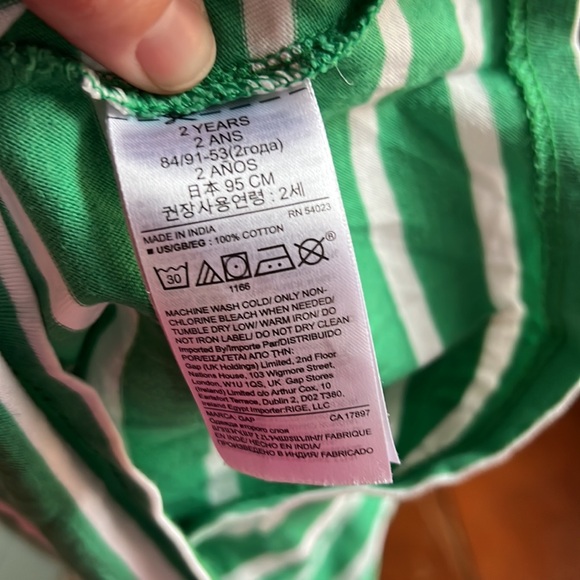 2 YEARS
2 ANS
84/91-53(2года)
2 AÑOS
日本 95 CM
권장사용연령 : 2세
RN 54023
MADE IN INDIA
■ US/GB/EG : 100% COTTON
30
1166
MACHINE WASH COLD/ ONLY NON-
CHLORINE BLEACH WHEN NEEDED/
TUMBLE DRY LOW/ WARM IRON/ DO
NOT IRON LABEL/ DO NOT DRY CLEAN
Imported By/Importe Par/DISTRIBUIDO
POR/ΕΙΣΑΓΕΤΑΙ ΑΠΟ ΤΗΝ:
Gap (UK Holdings) Limited, 2nd Floor
Nations House, 103 Wigmore Street,
London, W1U 1QS, UK Gap Stores
(Ireland) Limited c/o Arthur Cox, 10
Earlsfort Terrace, Dublin 2, D02 T380.
Egypt Importer:RIGE, LLC
MARCA, GAP
CA 17897
FABRIQUE
EN INDE/ HECHO EN INDIA/
FABRICADO